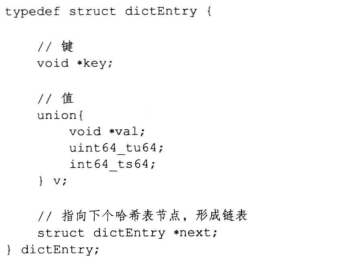 typedef struct dictEntry {
// 键
void *key;
// 值
union{
void *val;
uint64_tu64;
int64_ts64;
} v;
// 指向下个哈希表节点，形成链表
struct dictEntry *next;
} dictEntry;